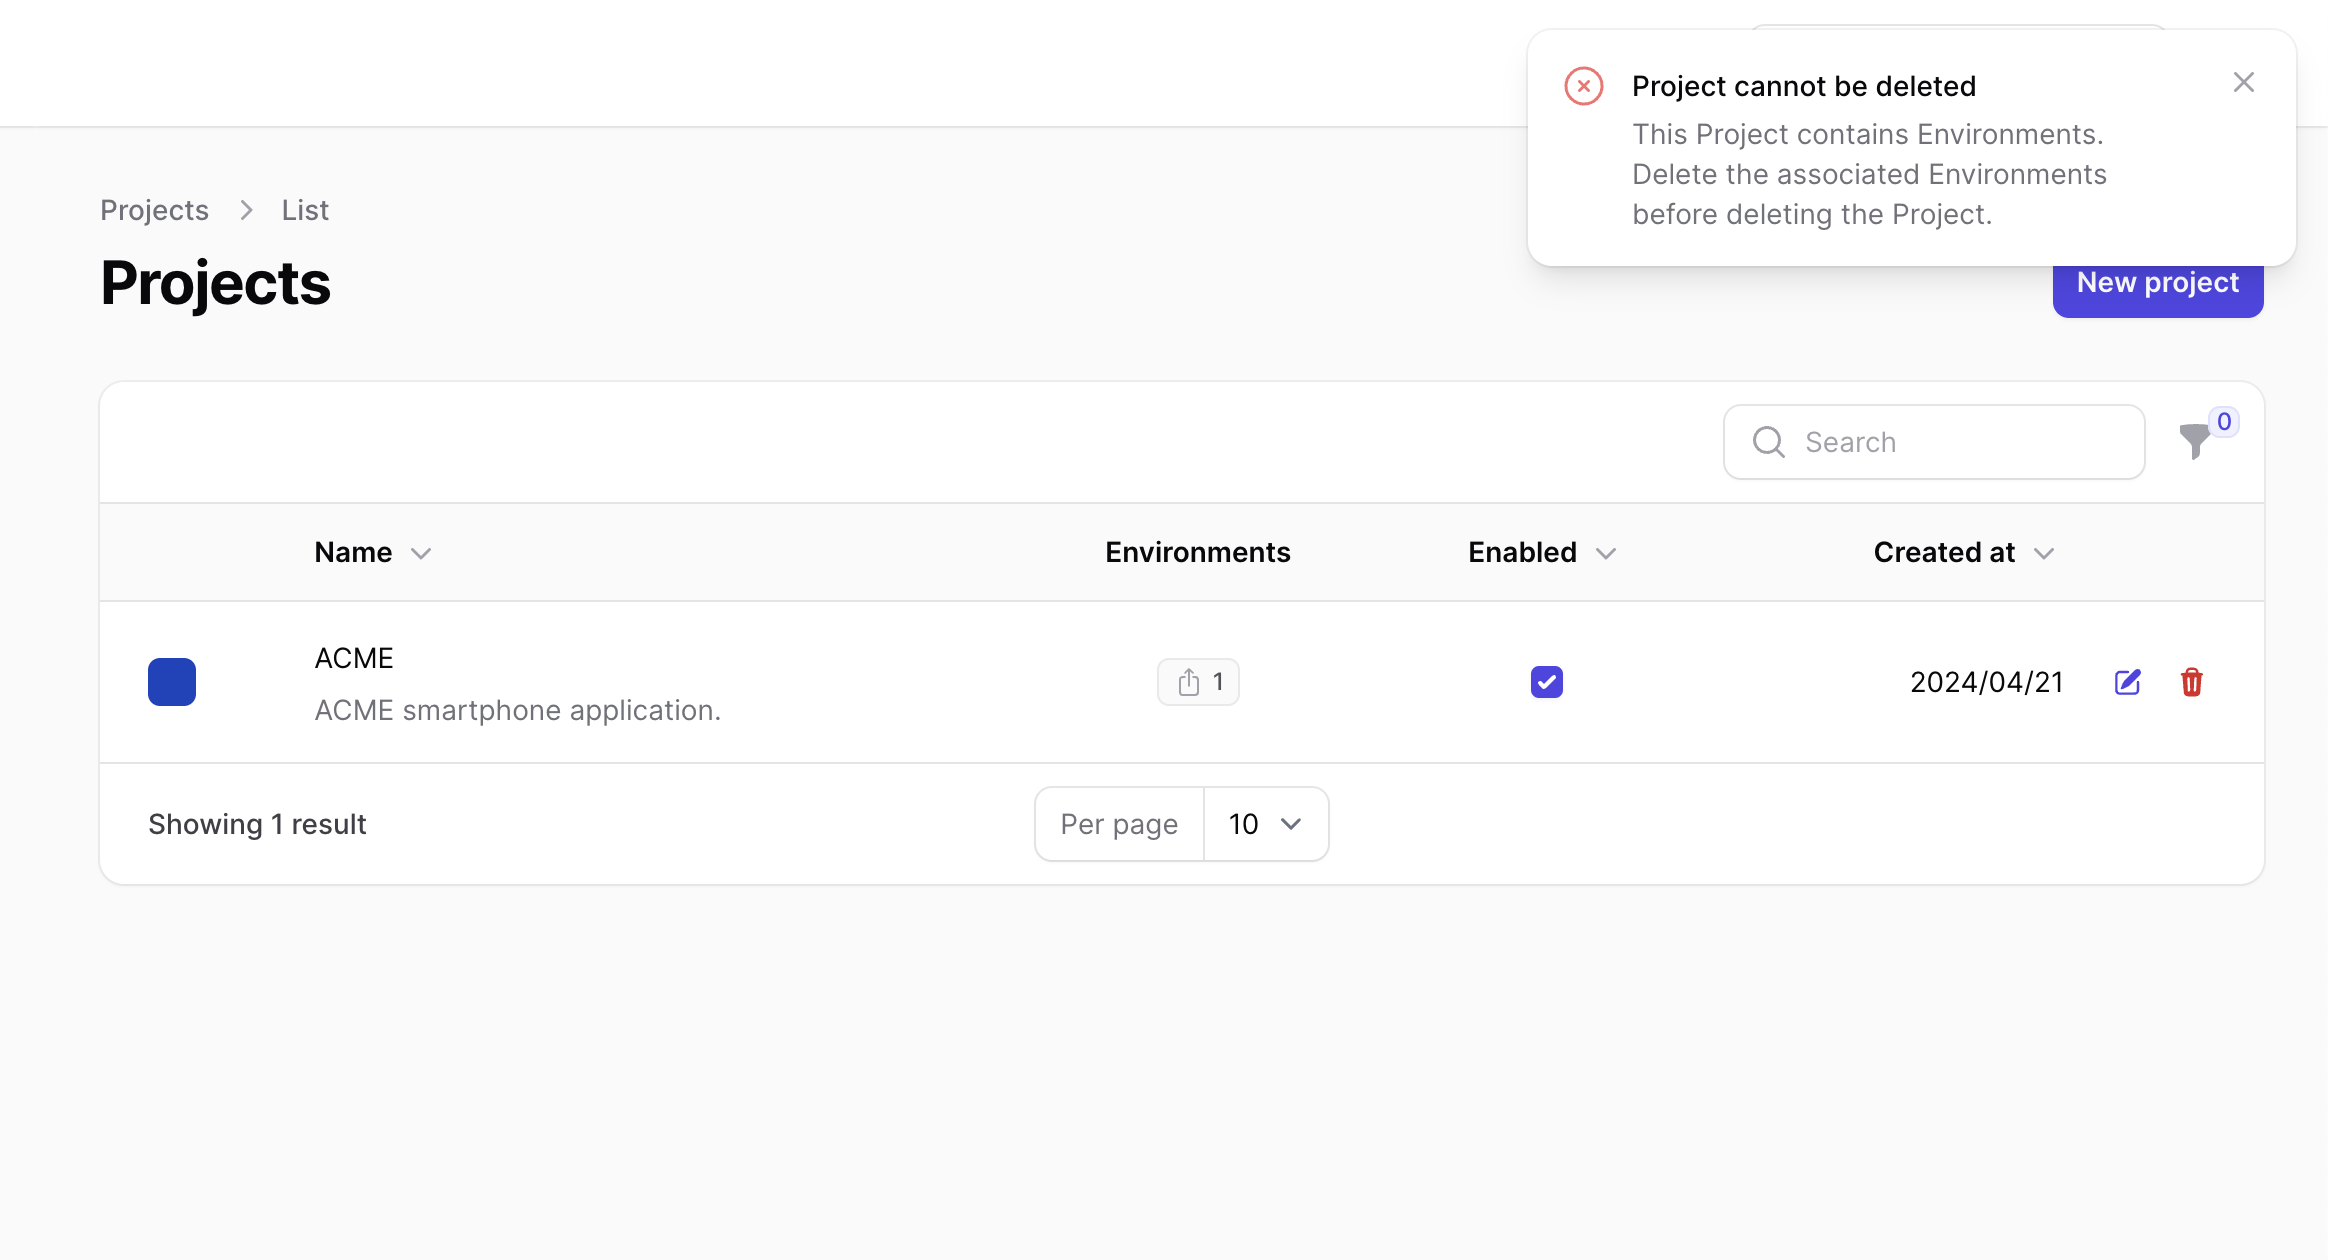 Project cannot be deleted
This Project contains Environments.
Delete the associated Environments
before deleting the Project.
Projects
List
Projects
New project
Search
0
Name
Environments
Enabled
Created at
ACME
ACME smartphone application.
1
2024/04/21
Showing 1 result
Per page
10